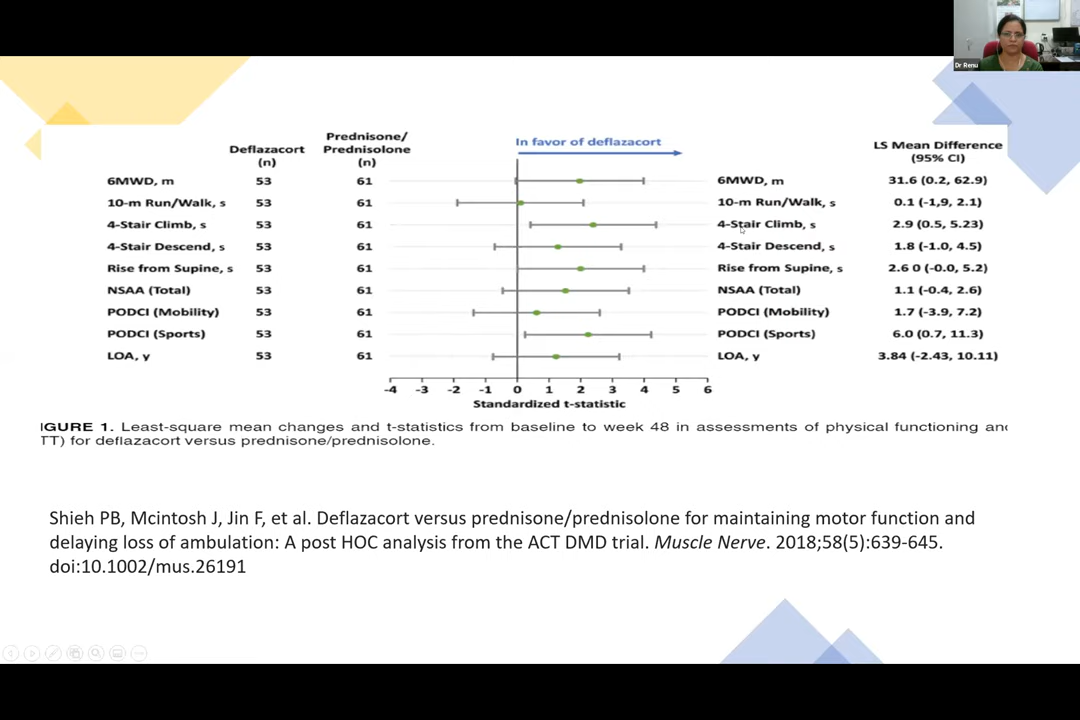 Dr Renu
Prednisone/
Deflazacort Prednisolone In favor of deflazacort LS Mean Difference
(n) (n) (95% CI)
6MWD, m 53 61 6MWD, m 31.6 (0.2, 62.9)
10-m Run/Walk, s 53 61 10-m Run/Walk, s 0.1 (-1,9, 2.1)
4-Stair Climb, s 53 61 4-Stair Climb, s 2.9 (0.5, 5.23)
4-Stair Descend, s 53 61 4-Stair Descend, s 1.8 (-1.0, 4.5)
Rise from Supine, s 53 61 Rise from Supine, s 2.6 0 (-0.0, 5.2)
NSAA (Total) 53 61 NSAA (Total) 1.1 (-0.4, 2.6)
PODCI (Mobility) 53 61 PODCI (Mobility) 1.7 (-3.9, 7.2)
PODCI (Sports) 53 61 PODCI (Sports) 6.0 (0.7, 11.3)
LOA, y 53 61 LOA, y 3.84 (-2.43, 10.11)
-4 -3 -2 -1 0 1 2 3 4 5 6
Standardized t-statistic
IGURE 1. Least-square mean changes and t-statistics from baseline to week 48 in assessments of physical functioning and
TT) for deflazacort versus prednisone/prednisolone.
Shieh PB, Mcintosh J, Jin F, et al. Deflazacort versus prednisone/prednisolone for maintaining motor function and
delaying loss of ambulation: A post HOC analysis from the ACT DMD trial. Muscle Nerve. 2018;58(5):639-645.
doi:10.1002/mus.26191